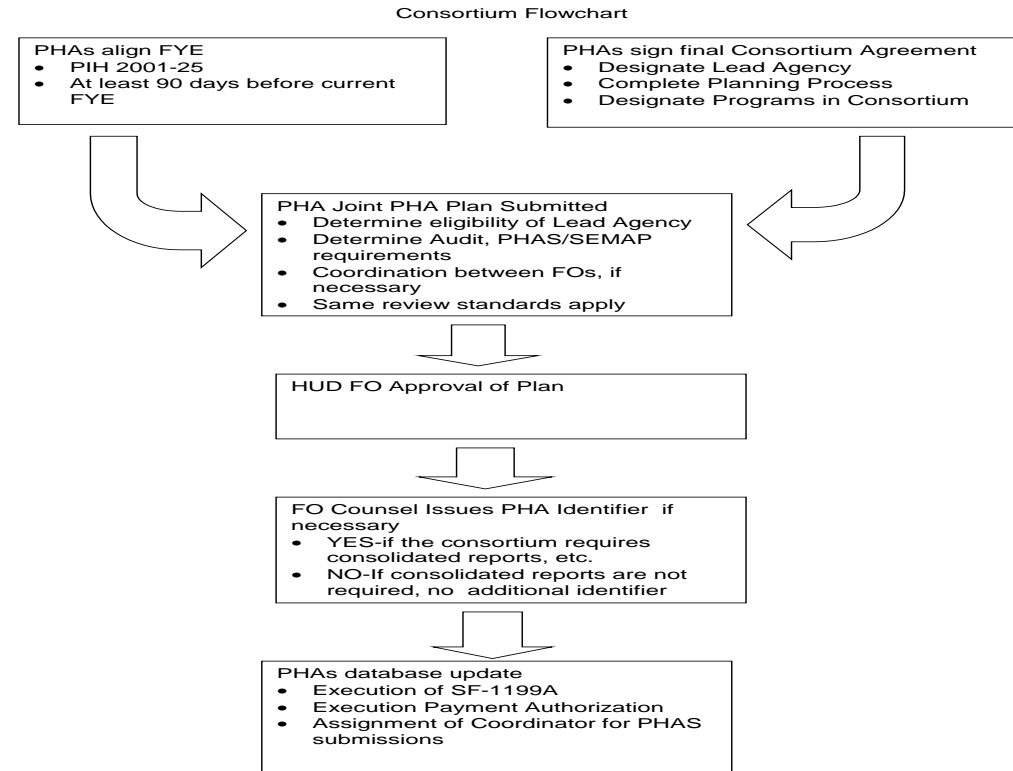 Consortium Flowchart
PHAs align FYE
• PIH 2001-25
• At least 90 days before current
FYE
PHAs sign final Consortium Agreement
• Designate Lead Agency
• Complete Planning Process
• Designate Programs in Consortium
PHA Joint PHA Plan Submitted
• Determine eligibility of Lead Agency
• Determine Audit, PHAS/SEMAP
requirements
• Coordination between FOs, if
necessary
• Same review standards apply
HUD FO Approval of Plan
FO Counsel Issues PHA Identifier if
necessary
• YES-if the consortium requires
consolidated reports, etc.
• NO-If consolidated reports are not
required, no additional identifier
PHAs database update
• Execution of SF-1199A
• Execution Payment Authorization
• Assignment of Coordinator for PHAS
submissions